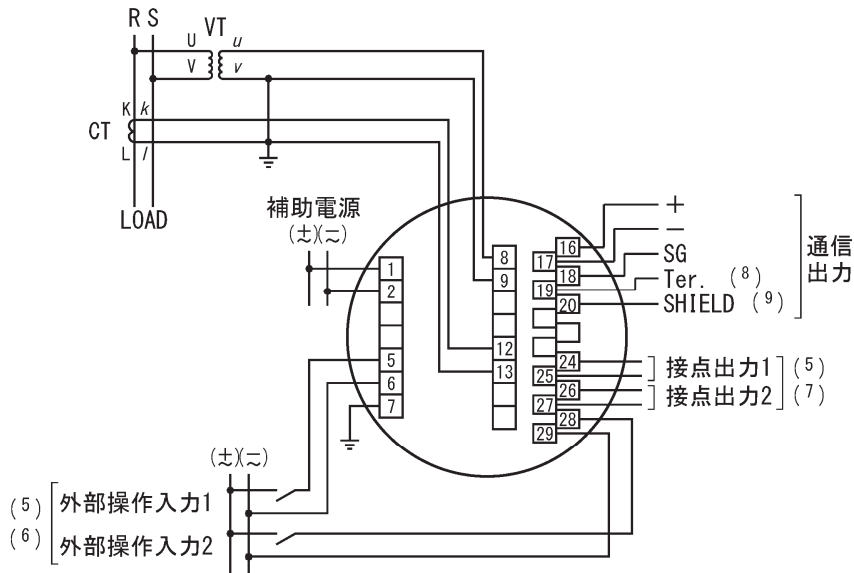 R S
VT
U u
V v
K k
CT
L l
LOAD
補助電源
(±)(−)
1
2
5
6
7
8
9
12
13
16
17
18
19
20
24
25
26
27
28
29
+
−
SG
Ter. (8)
SHIELD (9)
通信
出力
接点出力1 (5)
接点出力2 (7)
(±)(−)
(5) 外部操作入力1
(6) 外部操作入力2